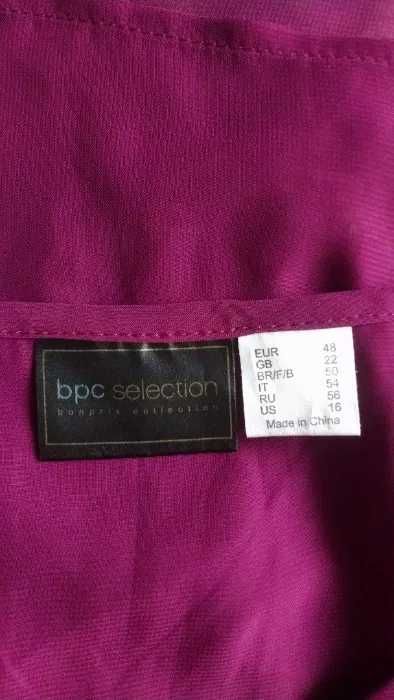 bpc selection
bonprix collection
EUR 48
GB 22
BR/F/B 50
IT 54
RU 56
US 16
Made in China